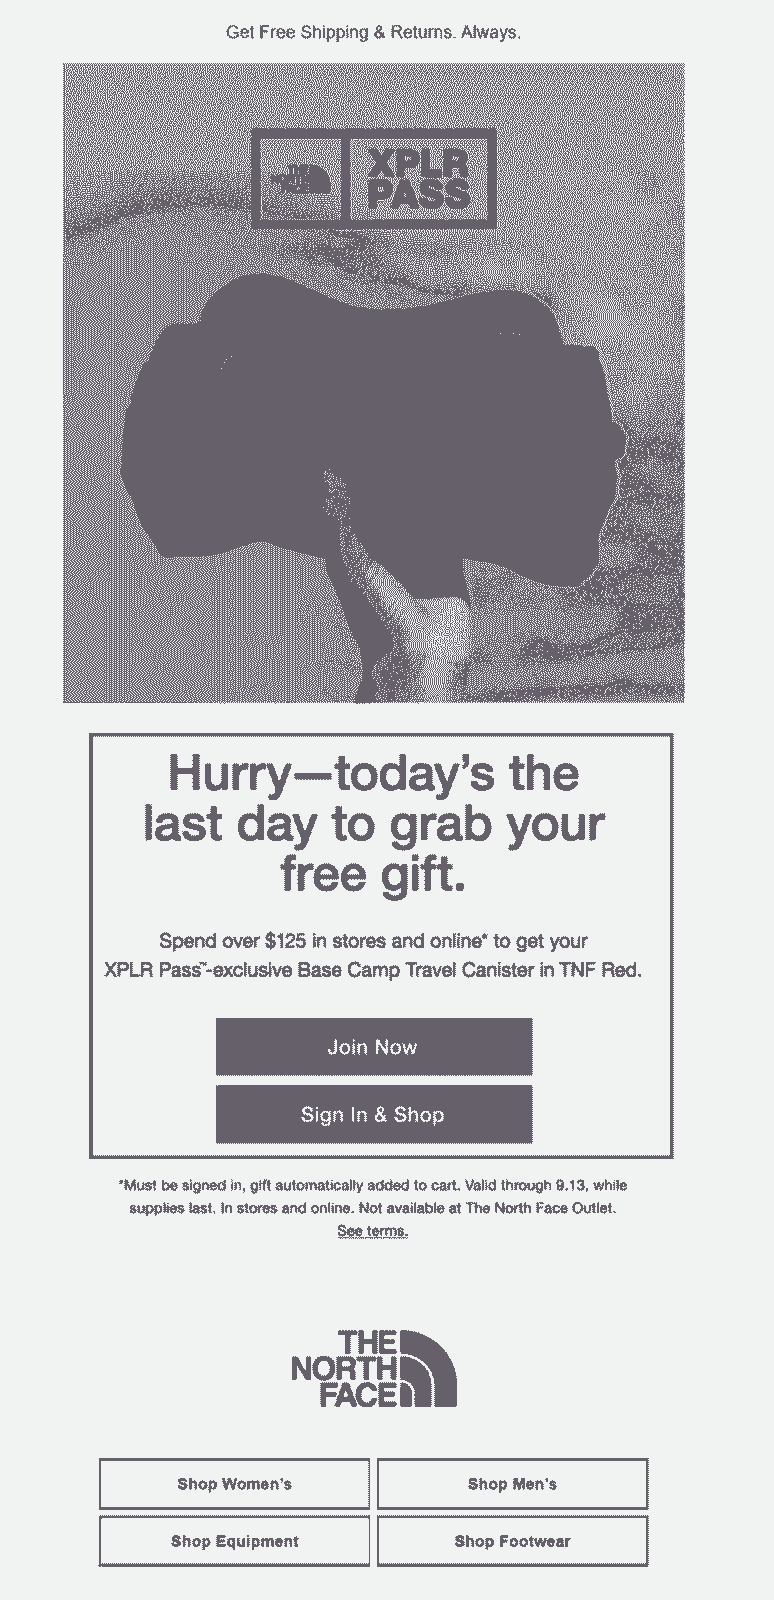 Get Free Shipping & Returns. Always.
THE
NORTH
FACE
XPLR
PASS
Hurry—today’s the
last day to grab your
free gift.
Spend over $125 in stores and online* to get your
XPLR Pass™-exclusive Base Camp Travel Canister in TNF Red.
Join Now
Sign In & Shop
*Must be signed in, gift automatically added to cart. Valid through 9.13, while
supplies last. In stores and online. Not available at The North Face Outlet.
See terms.
THE
NORTH
FACE
Shop Women’s
Shop Men’s
Shop Equipment
Shop Footwear